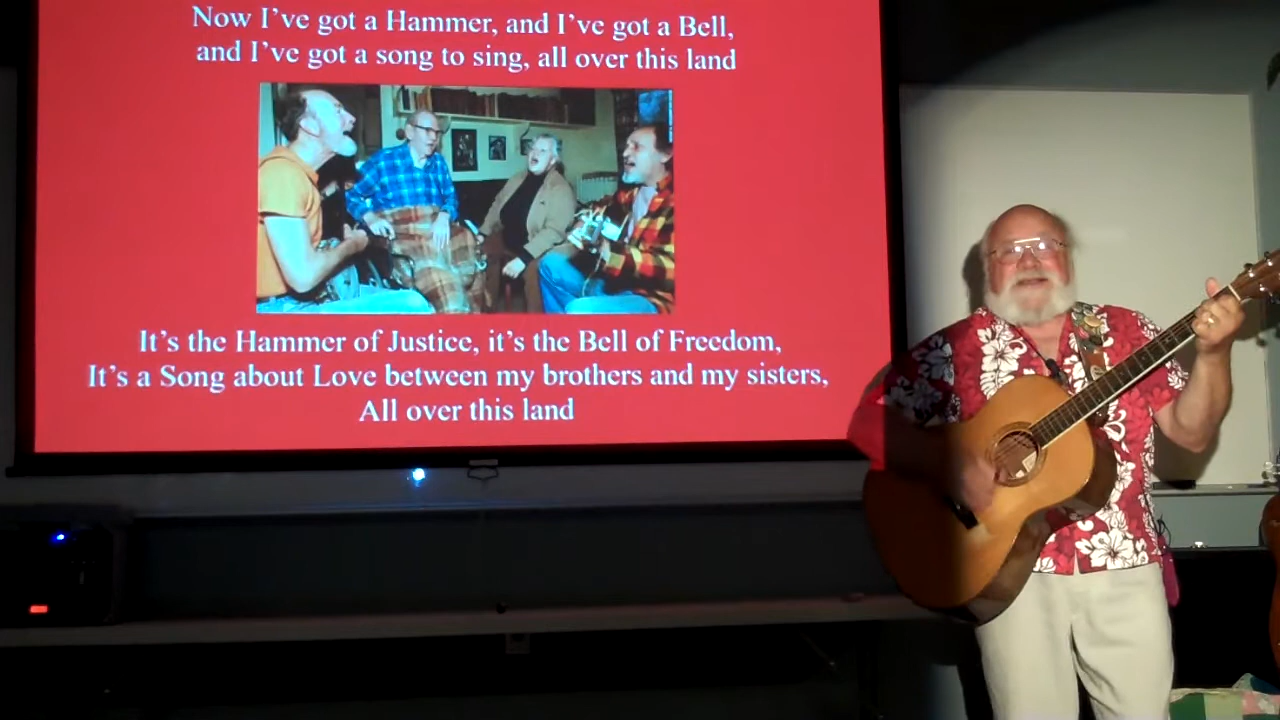 Now I've got a Hammer, and I've got a Bell,
and I've got a song to sing, all over this land
It's the Hammer of Justice, it's the Bell of Freedom,
It's a Song about Love between my brothers and my sisters,
All over this land